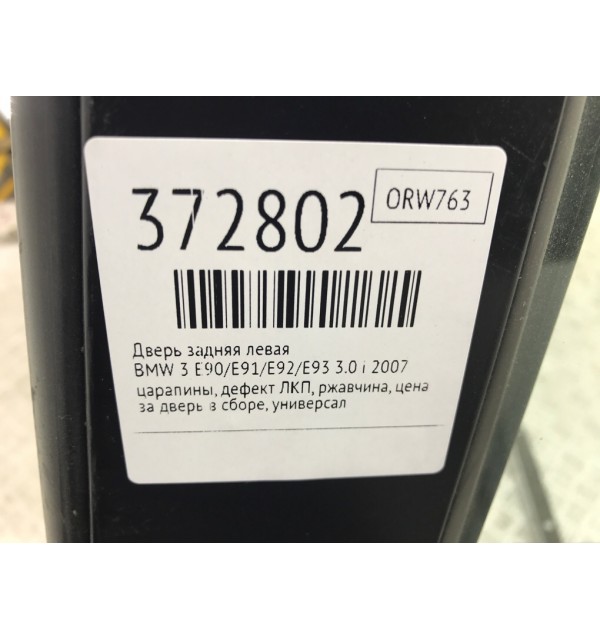 372802
ORW763
Дверь задняя левая
BMW 3 E90/E91/E92/E93 3.0 i 2007
царапины, дефект ЛКП, ржавчина, цена
за дверь в сборе, универсал